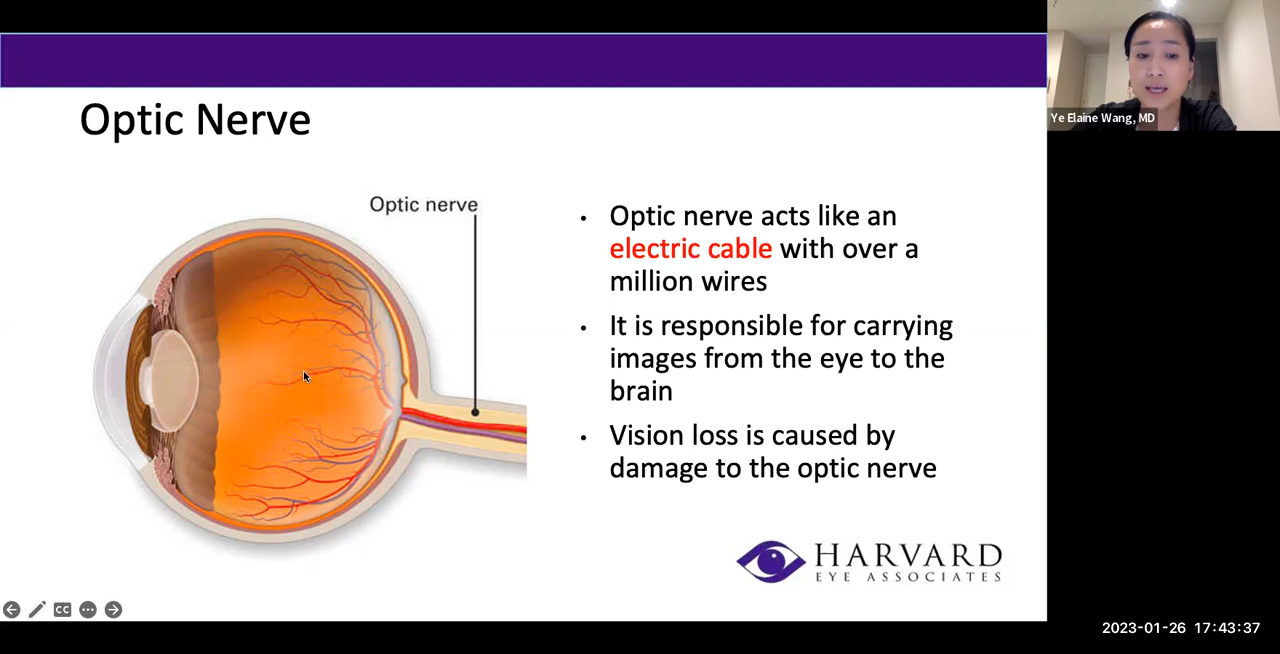 Optic Nerve
Optic nerve
• Optic nerve acts like an
electric cable with over a
million wires
• It is responsible for carrying
images from the eye to the
brain
• Vision loss is caused by
damage to the optic nerve
HARVARD
EYE ASSOCIATES
CC
Ye Elaine Wang, MD
2023-01-26 17:43:37